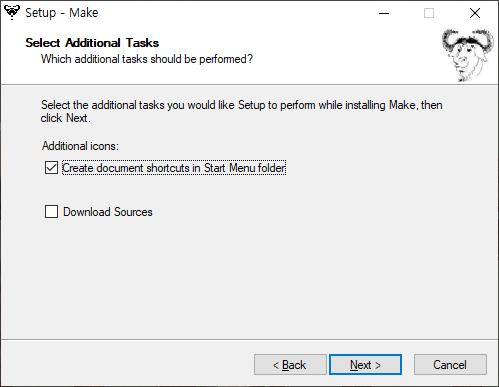 Setup - Make
Select Additional Tasks
Which additional tasks should be performed?
Select the additional tasks you would like Setup to perform while installing Make, then
click Next.
Additional icons:
Create document shortcuts in Start Menu folder
Download Sources
< Back
Next >
Cancel